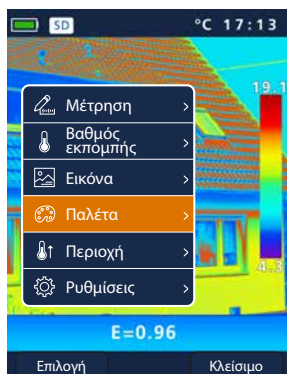 SD °C 17:13
19.1
Μέτρηση
Βαθμός
εκπομπής
Εικόνα
Παλέτα
Περιοχή
Ρυθμίσεις
4.3
E=0.96
Επιλογή Κλείσιμο